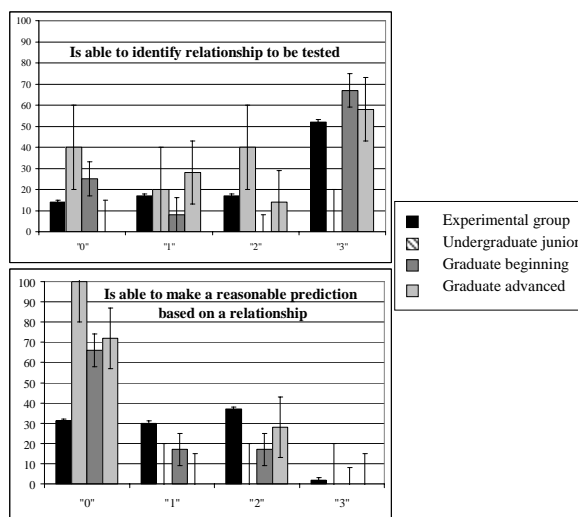 Is able to identify relationship to be tested
100
90
80
70
60
50
40
30
20
10
0
"0" "1" "2" "3"
Experimental group
Undergraduate junior
Graduate beginning
Graduate advanced
Is able to make a reasonable prediction
based on a relationship
100
90
80
70
60
50
40
30
20
10
0
"0" "1" "2" "3"